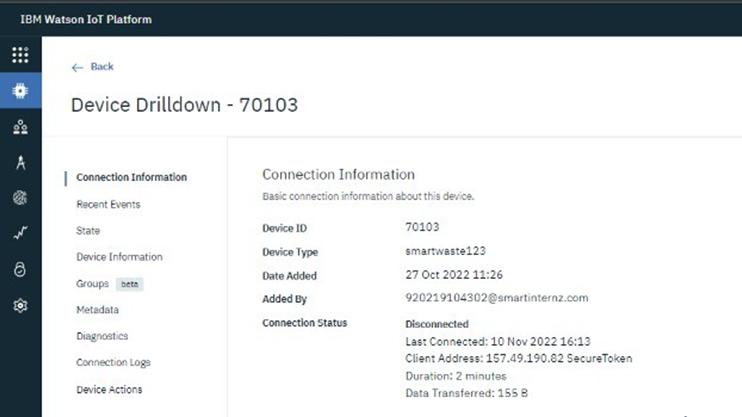 IBM Watson IoT Platform
Back
Device Drilldown - 70103
Connection Information
Recent Events
State
Device Information
Groups beta
Metadata
Diagnostics
Connection Logs
Device Actions
Connection Information
Basic connection information about this device.
Device ID 70103
Device Type smartwaste123
Date Added 27 Oct 2022 11:26
Added By 920219104302@smartinternz.com
Connection Status Disconnected
Last Connected: 10 Nov 2022 16:13
Client Address: 157.49.190.82 SecureToken
Duration: 2 minutes
Data Transferred: 155 B